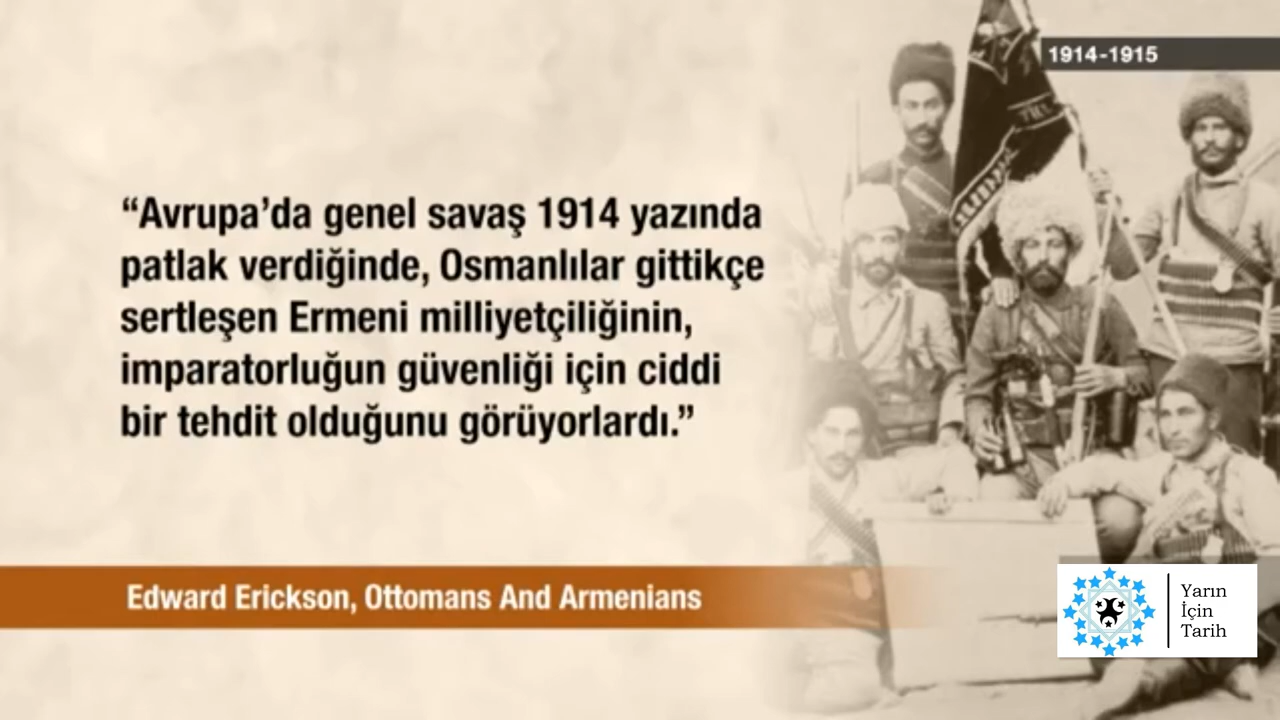 1914-1915
“Avrupa’da genel savaş 1914 yazında
patlak verdiğinde, Osmanlılar gittikçe
sertleşen Ermeni milliyetçiliğinin,
imparatorluğun güvenliği için ciddi
bir tehdit olduğunu görüyorlardı.”
Edward Erickson, Ottomans And Armenians
Yarın
İçin
Tarih